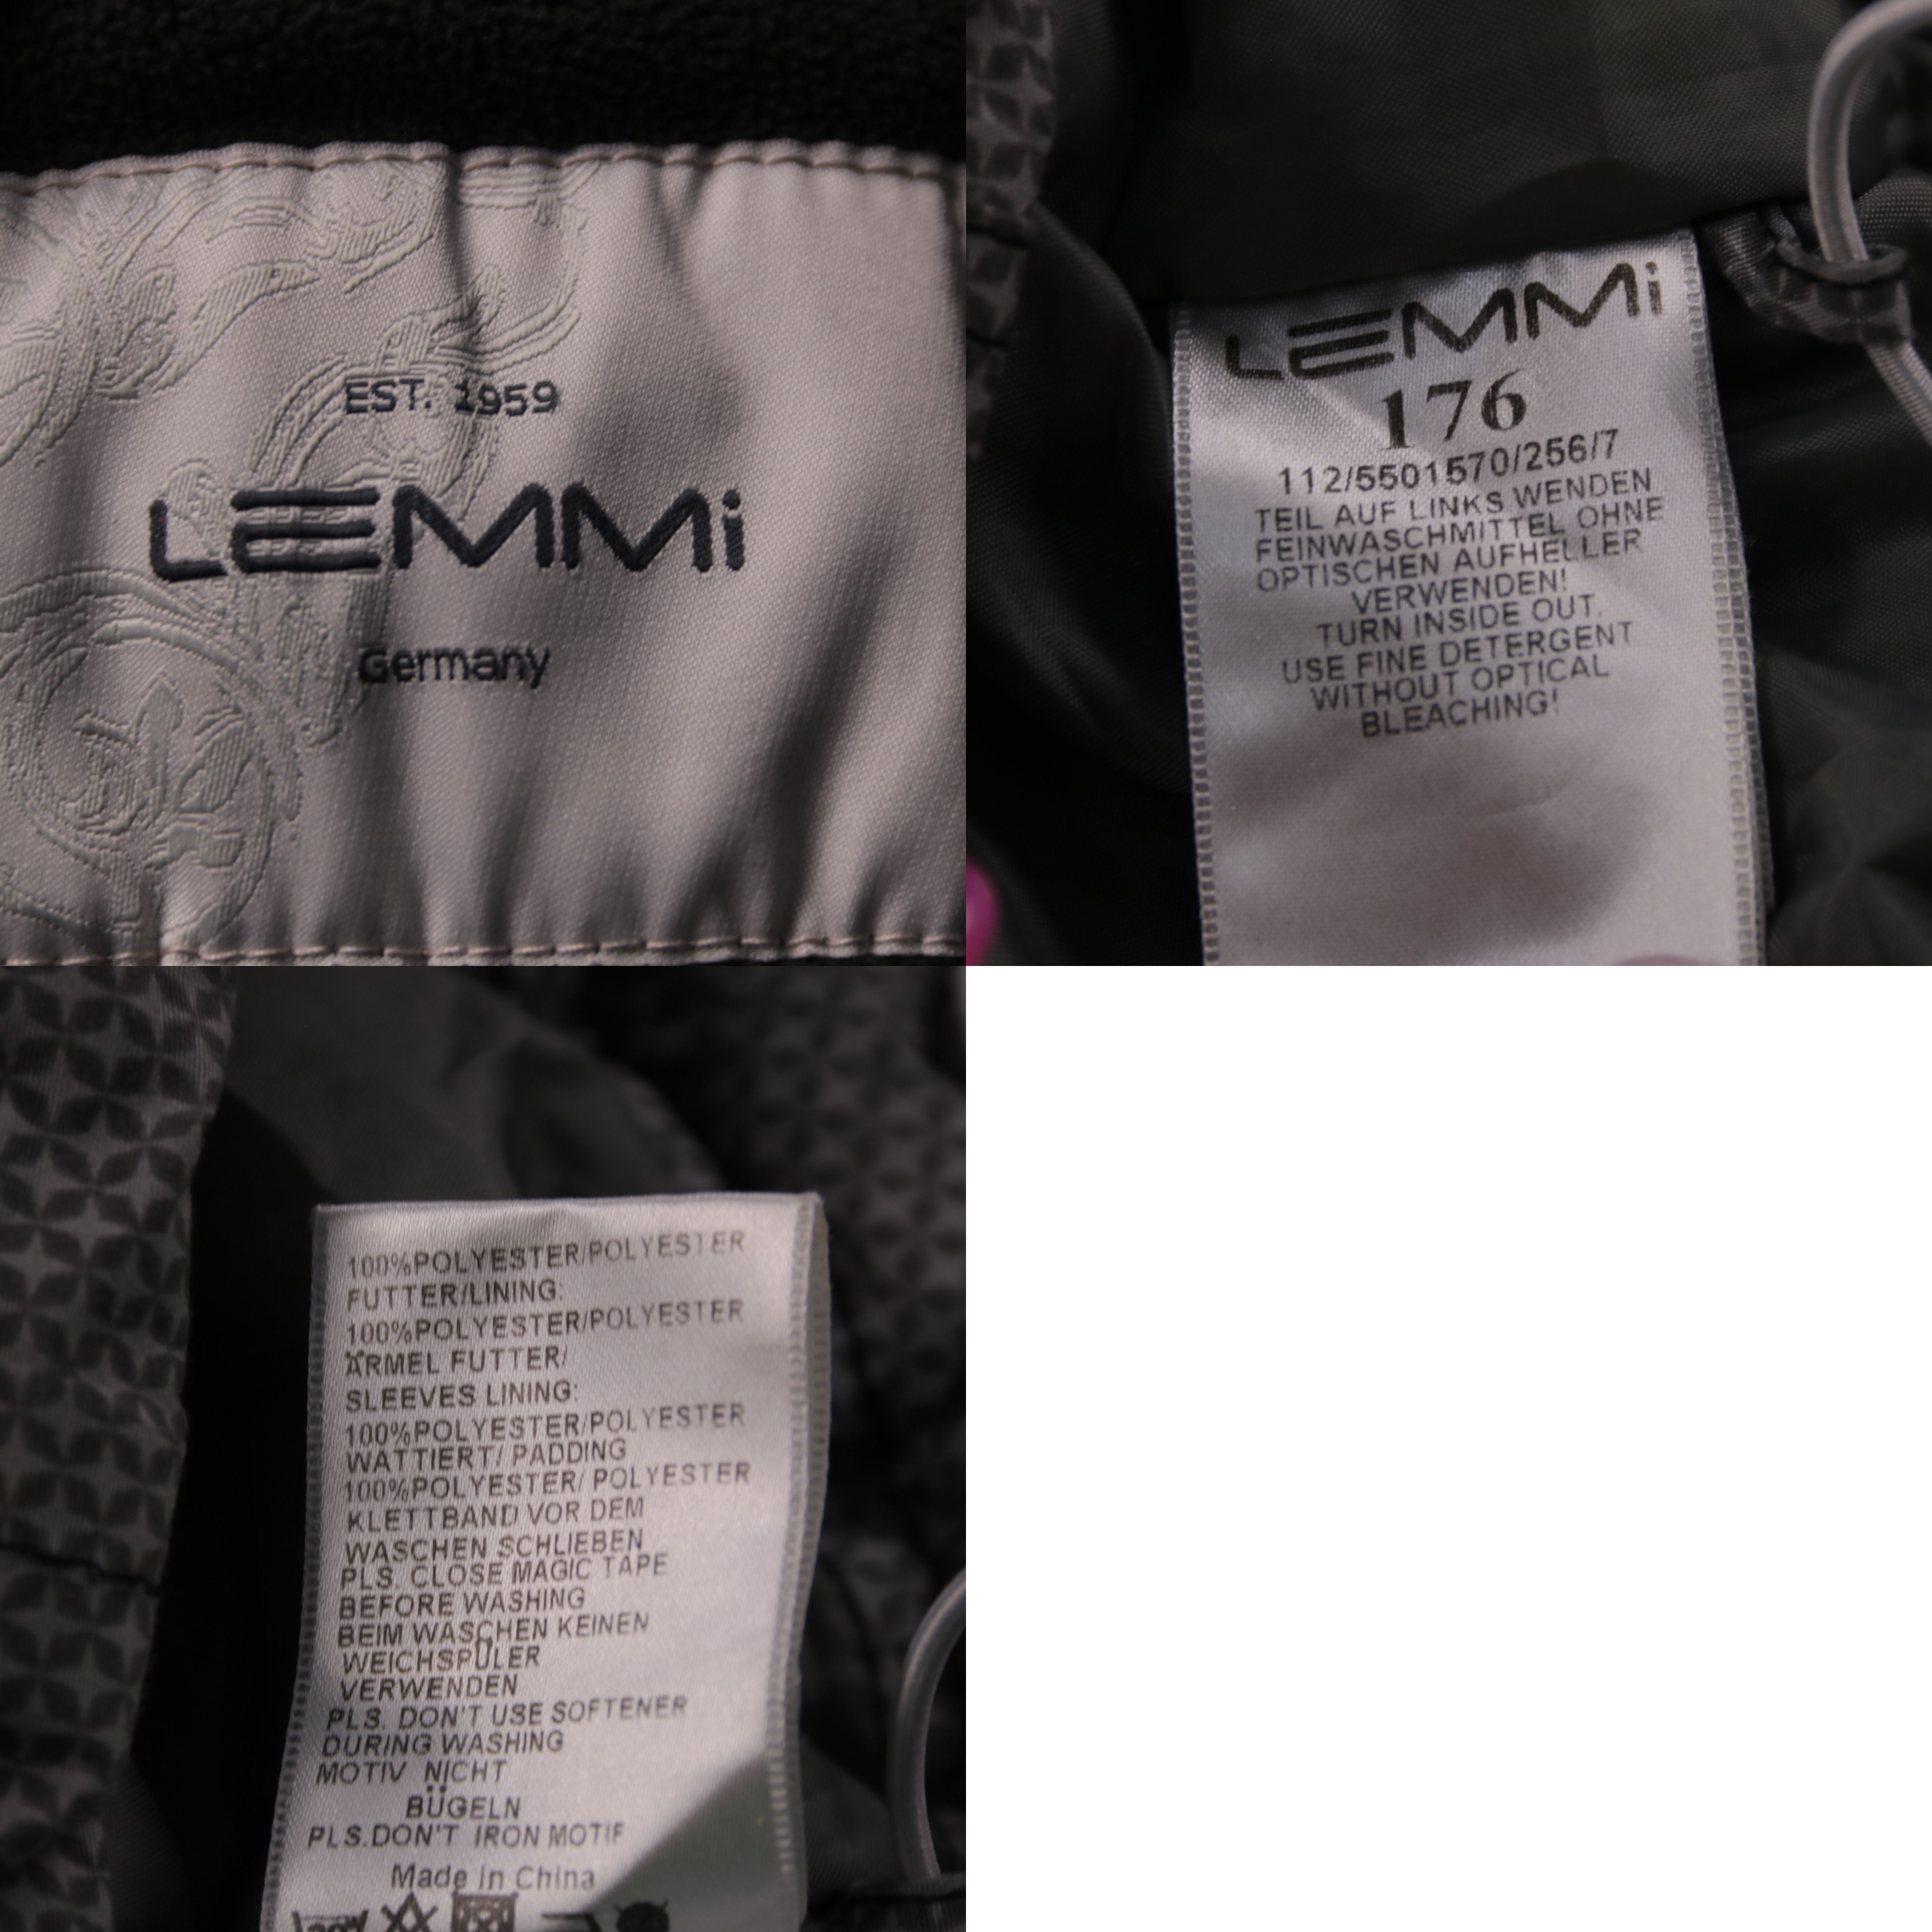 EST. 1959
LEMMi
Germany
LEMMi
176
112/5501570/256/7
TEIL AUF LINKS WENDEN
FEINWASCHMITTEL OHNE
OPTISCHEN AUFHELLER
VERWENDEN!
TURN INSIDE OUT.
USE FINE DETERGENT
WITHOUT OPTICAL
BLEACHING!
100%POLYESTER/POLYESTER
FUTTER/LINING:
100%POLYESTER/POLYESTER
ÄRMEL FUTTER/
SLEEVES LINING:
100%POLYESTER/POLYESTER
WATTIERT/ PADDING
100%POLYESTER/ POLYESTER
KLETTBAND VOR DEM
WASCHEN SCHLIEBEN
PLS. CLOSE MAGIC TAPE
BEFORE WASHING
BEIM WASCHEN KEINEN
WEICHSPÜLER
VERWENDEN
PLS. DON'T USE SOFTENER
DURING WASHING
MOTIV NICHT
BÜGELN
PLS.DON'T IRON MOTIF
Made in China